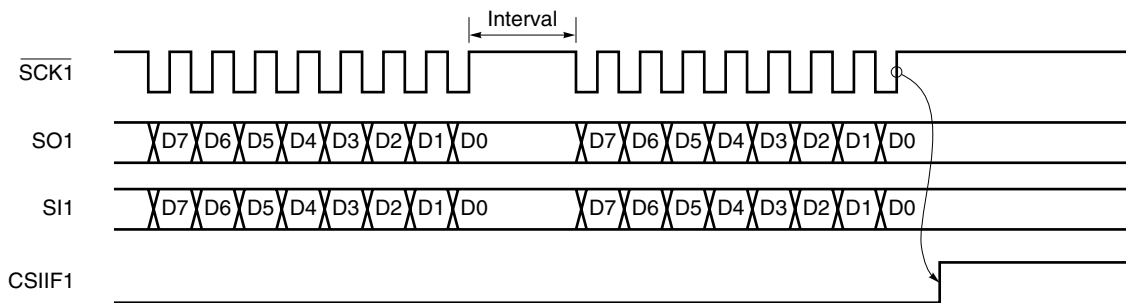 Interval
SCK1
SO1 D7 D6 D5 D4 D3 D2 D1 D0 D7 D6 D5 D4 D3 D2 D1 D0
SI1 D7 D6 D5 D4 D3 D2 D1 D0 D7 D6 D5 D4 D3 D2 D1 D0
CSIIF1